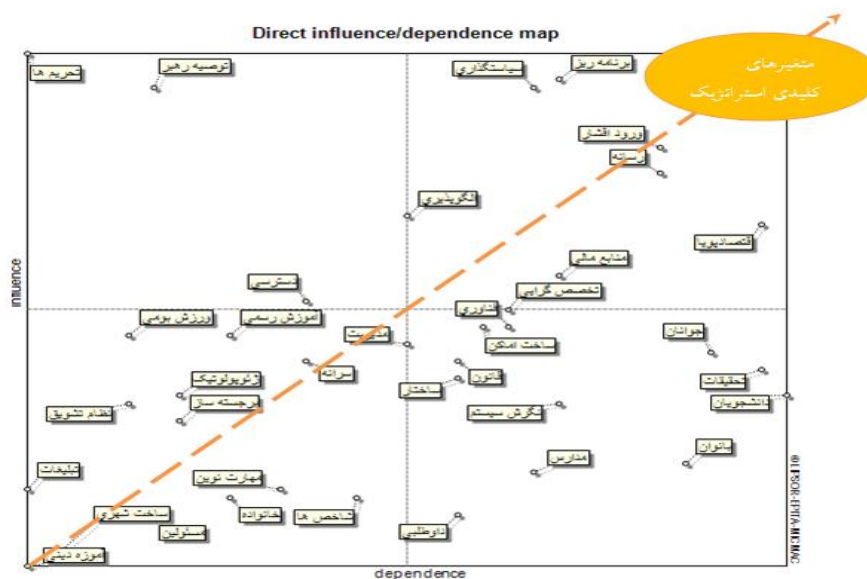 Direct influence/dependence map
متغیرهای
کلیدی استراتژیک
تحریم ها
توصیه رهبر
سیاستگذاری
برنامه ریز
ورود اقشار
رسانه
الگوپذیری
اقتصادپویا
منابع مالی
دسترسی
تخصص گرایی
influence
ورزش بومی
آموزش رسمی
مدیریت
فناوری
ساخت اماکن
جوانان
سرانه
قانون
تحقیقات
ژئوپولوتیک
ساختار
دانشجویان
نظام تشویق
برجسته ساز
نگرش سیستم
بانوان
تبلیغات
مهارت نوین
مدارس
ساخت شهری
مسئولین
خانواده
شاخص ها
داوطلبی
آموزه دینی
dependence
© LIPSOR-EPITA-MICMAC